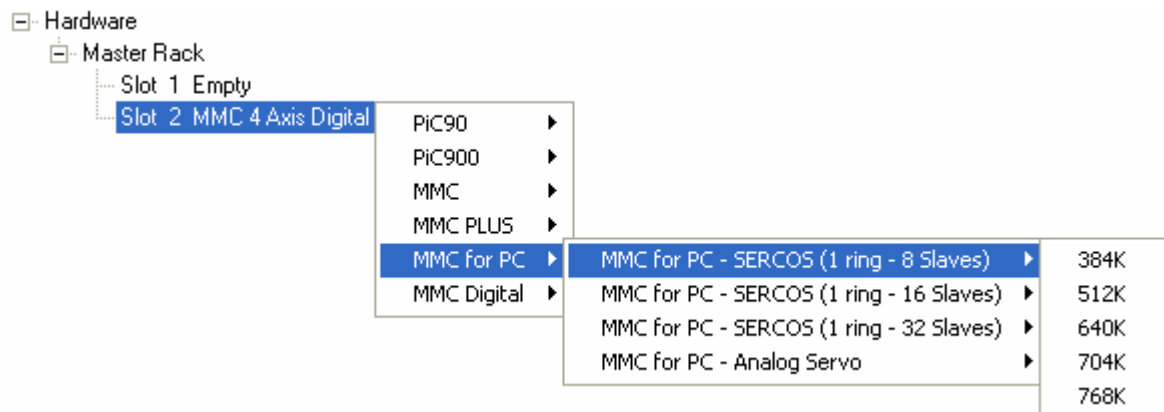 Hardware
Master Rack
Slot 1 Empty
Slot 2 MMC 4 Axis Digital
PiC90
PiC900
MMC
MMC PLUS
MMC for PC
MMC Digital
MMC for PC - SERCOS (1 ring - 8 Slaves)
MMC for PC - SERCOS (1 ring - 16 Slaves)
MMC for PC - SERCOS (1 ring - 32 Slaves)
MMC for PC - Analog Servo
384K
512K
640K
704K
768K